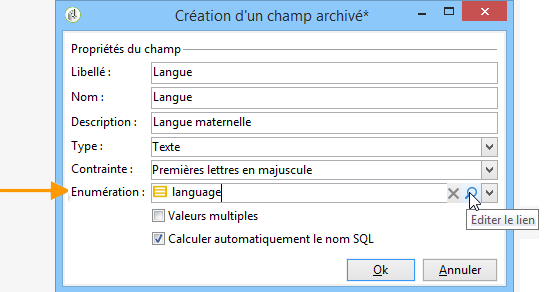 Création d'un champ archivé*
Propriétés du champ
Libellé : Langue
Nom : Langue
Description : Langue maternelle
Type : Texte
Contrainte : Premières lettres en majuscule
Enumération : language
Editer le lien
Valeurs multiples
Calculer automatiquement le nom SQL
Ok Annuler